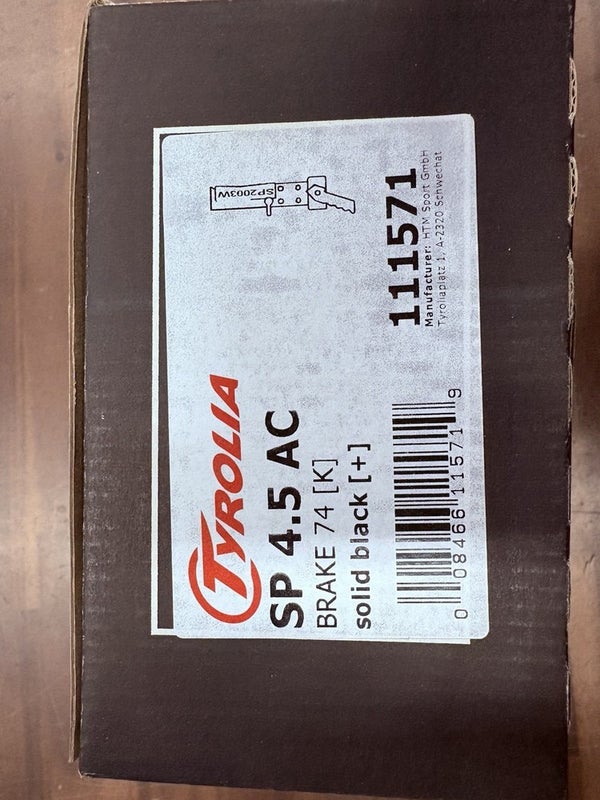 TYROLIA
SP 4.5 AC
BRAKE 74 [K]
solid black [+]
0 08466 11571 9
SP2003W
111571
Manufacturer: HTM Sport GmbH
Tyroliaplatz 1, A-2320 Schwechat